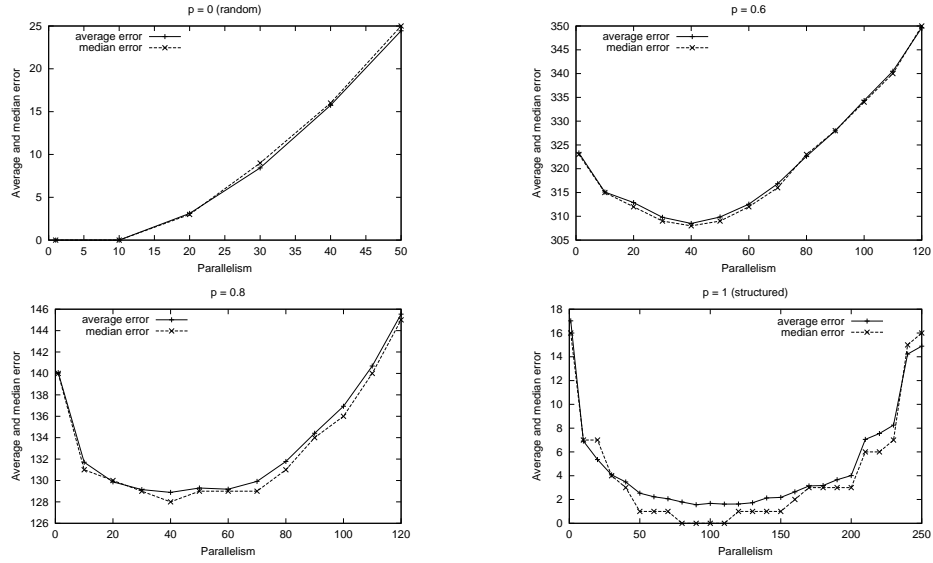 p = 0 (random)
average error
median error
Average and median error
25
20
15
10
5
0
0 5 10 15 20 25 30 35 40 45 50
Parallelism
p = 0.6
average error
median error
Average and median error
350
345
340
335
330
325
320
315
310
305
0 20 40 60 80 100 120
Parallelism
p = 0.8
average error
median error
Average and median error
146
144
142
140
138
136
134
132
130
128
126
0 20 40 60 80 100 120
Parallelism
p = 1 (structured)
average error
median error
Average and median error
18
16
14
12
10
8
6
4
2
0
0 50 100 150 200 250
Parallelism